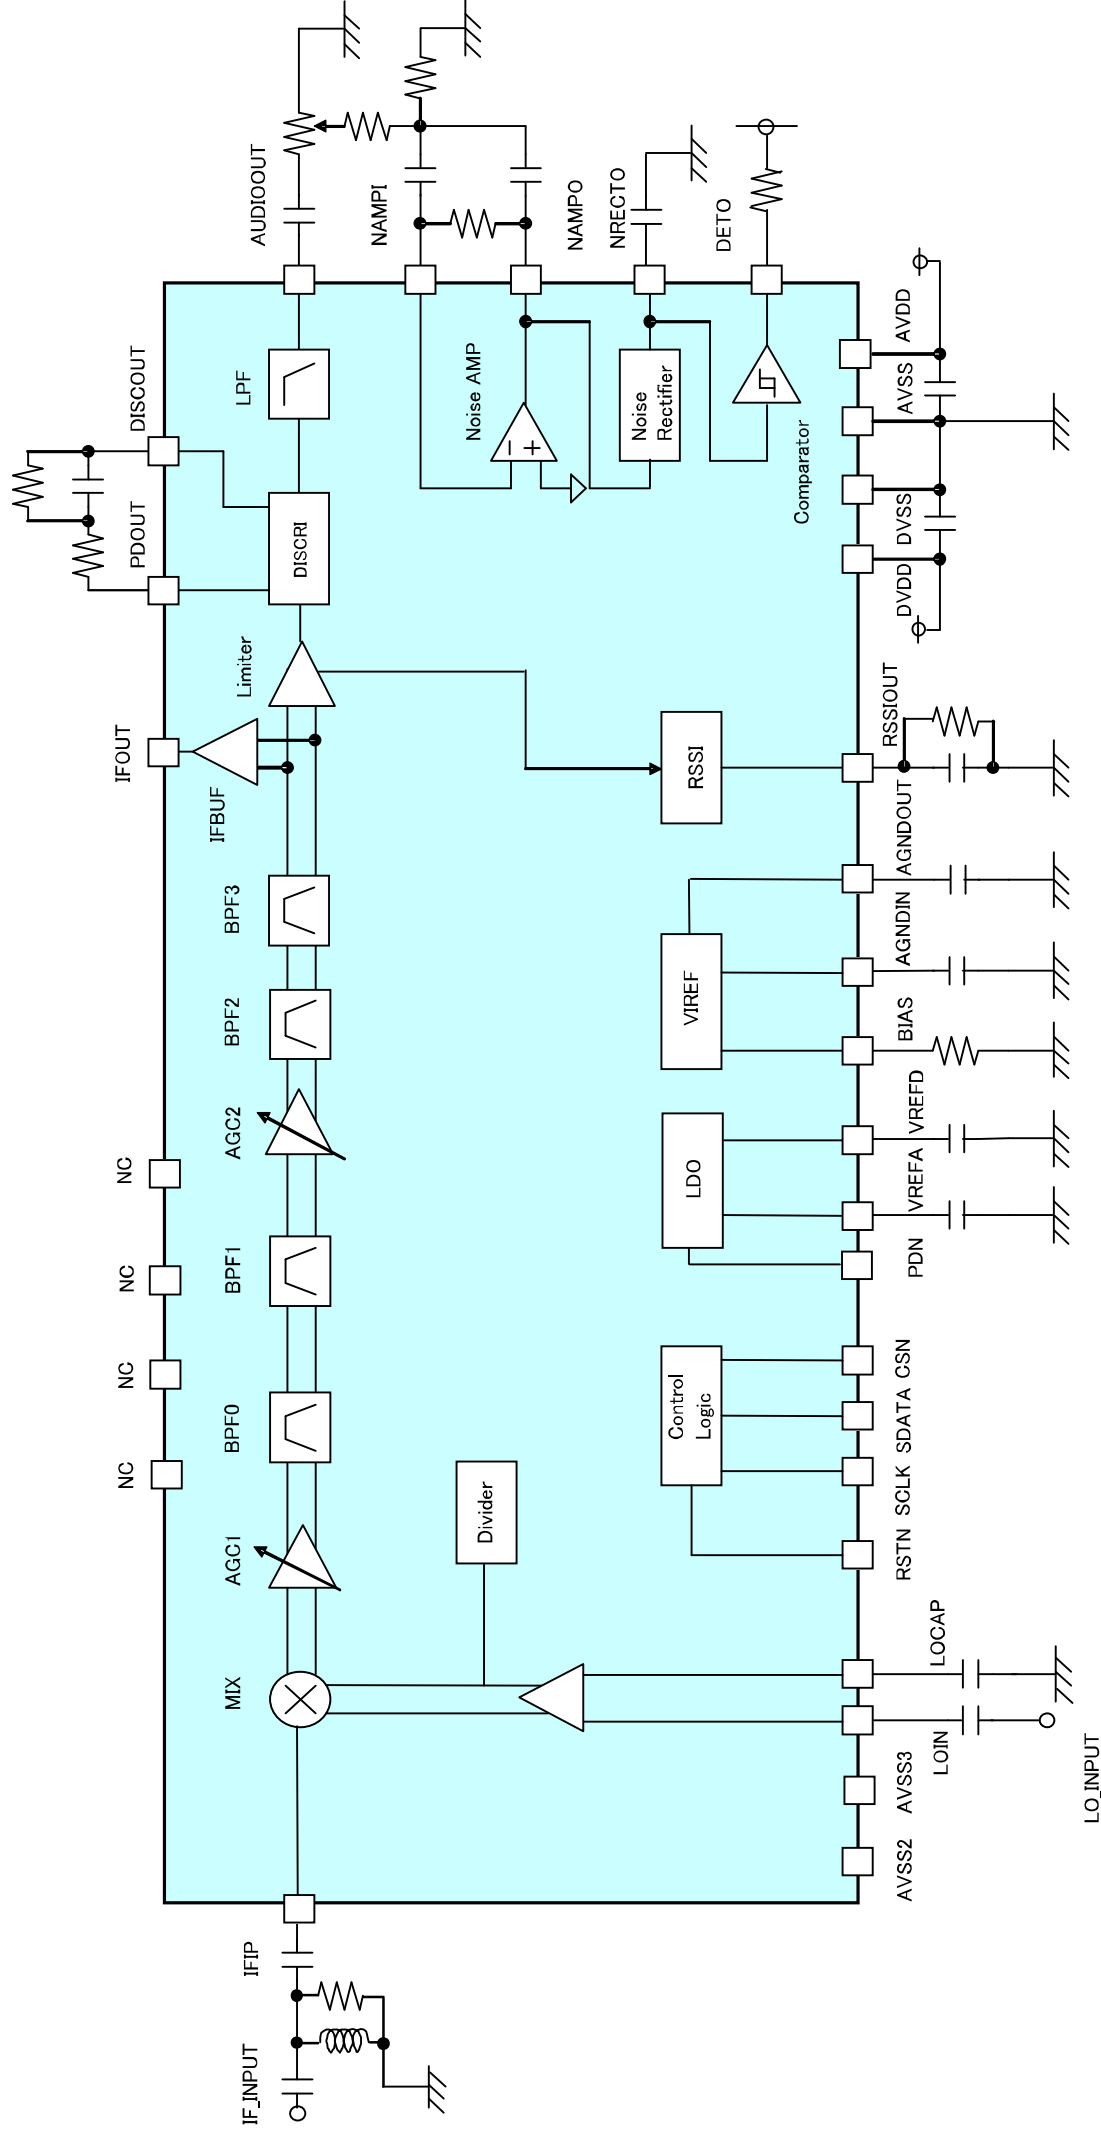 IF_INPUT
IFIP
MIX
AGC1
BPF0
BPF1
AGC2
BPF2
BPF3
IFBUF
IFOUT
Limiter
PDOUT
DISCOUT
DISCRI
LPF
AUDIOOUT
NC
NC
NC
NC
NAMPI
NAMPO
NRECTO
DETO
Noise AMP
Noise
Rectifier
Comparator
Divider
Control
Logic
LDO
VIREF
RSSI
AVSS2
AVSS3
LOIN
LOCAP
LO_INPUT
RSTN
SCLK
SDATA
CSN
PDN
VREFA
VREFD
BIAS
AGNDIN
AGNDOUT
RSSIOUT
DVDD
DVSS
AVSS
AVDD